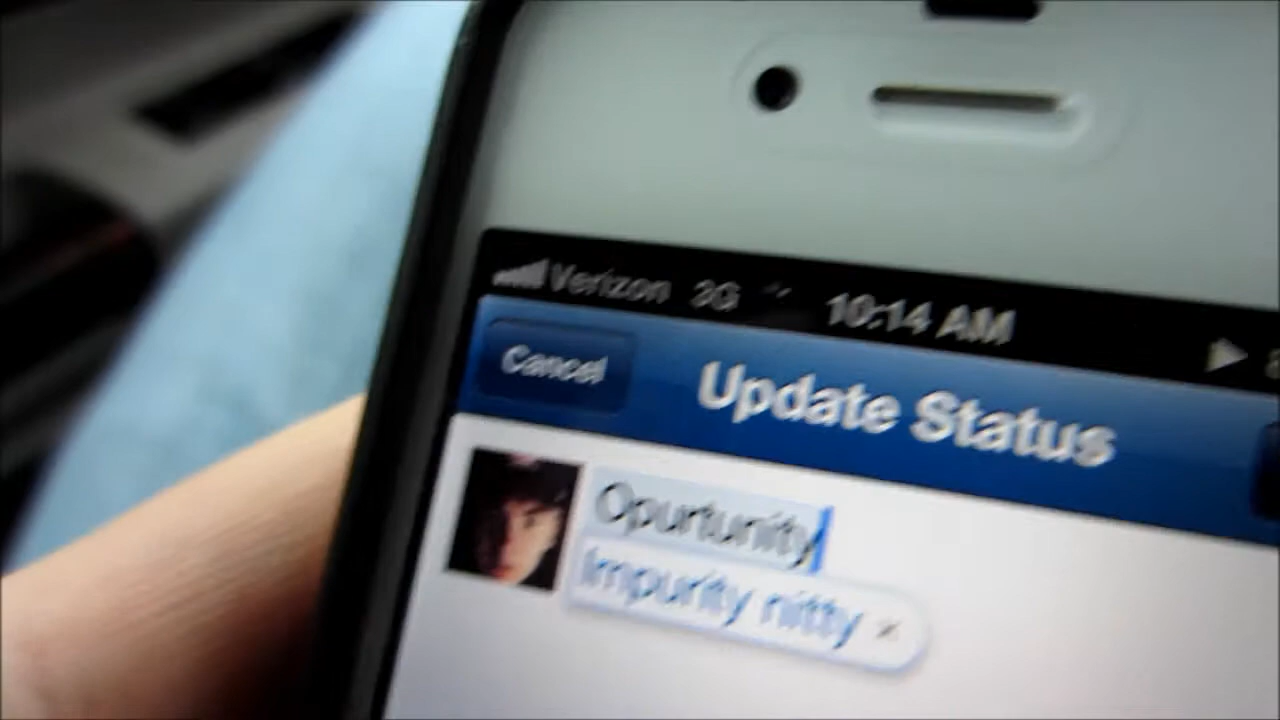 Verizon 3G 10:14 AM
Cancel Update Status
Opurtunity
Impurity nitty ×